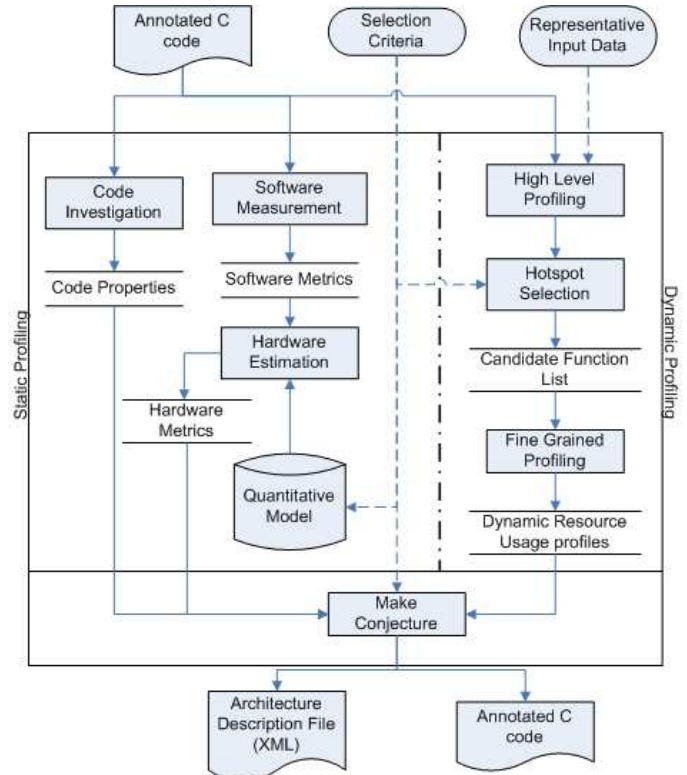 Annotated C
code
Selection
Criteria
Representative
Input Data
Code
Investigation
Software
Measurement
High Level
Profiling
Code Properties
Software Metrics
Hotspot
Selection
Static Profiling
Dynamic Profiling
Hardware
Estimation
Candidate Function
List
Hardware
Metrics
Fine Grained
Profiling
Quantitative
Model
Dynamic Resource
Usage profiles
Make
Conjecture
Architecture
Description File
(XML)
Annotated C
code